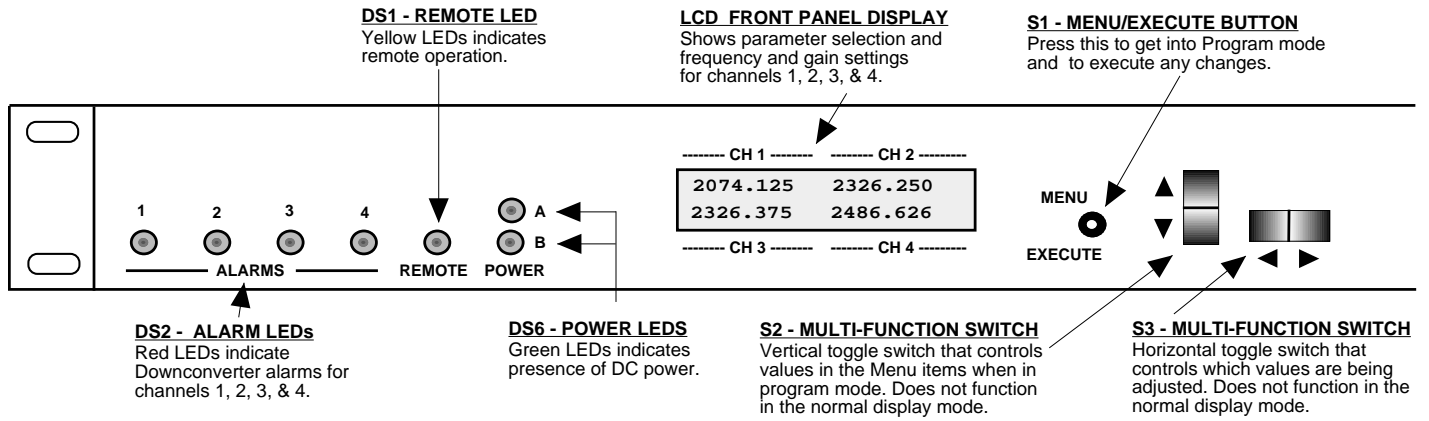 DS1 - REMOTE LED
Yellow LEDs indicates
remote operation.
LCD  FRONT PANEL DISPLAY
Shows parameter selection and
frequency and gain settings
for channels 1, 2, 3, & 4.
S1 - MENU/EXECUTE BUTTON
Press this to get into Program mode
and  to execute any changes.
-------- CH 1 --------   -------- CH 2 ---------
2074.125   2326.250
2326.375   2486.626
-------- CH 3 --------   -------- CH 4 ---------
1 2 3 4
ALARMS
REMOTE
A
B
POWER
MENU
EXECUTE
DS2 -  ALARM LEDs
Red LEDs indicate
Downconverter alarms for
channels 1, 2, 3, & 4.
DS6 - POWER LEDS
Green LEDs indicates
presence of DC power.
S2 - MULTI-FUNCTION SWITCH
Vertical toggle switch that controls
values in the Menu items when in
program mode. Does not function
in the normal display mode.
S3 - MULTI-FUNCTION SWITCH
Horizontal toggle switch that
controls which values are being
adjusted. Does not function in the
normal display mode.